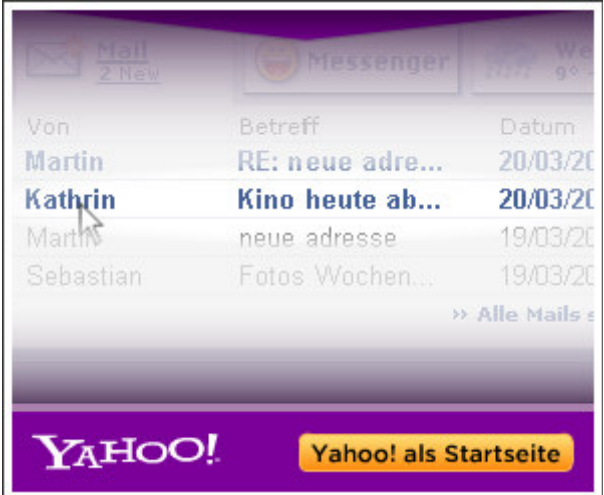 Mail
2 New
Messenger
We
9°
Von Betreff Datum
Martin RE: neue adre... 20/03/20
Kathrin Kino heute ab... 20/03/20
Martin neue adresse 19/03/20
Sebastian Fotos Wochen... 19/03/20
›› Alle Mails s
YAHOO! Yahoo! als Startseite